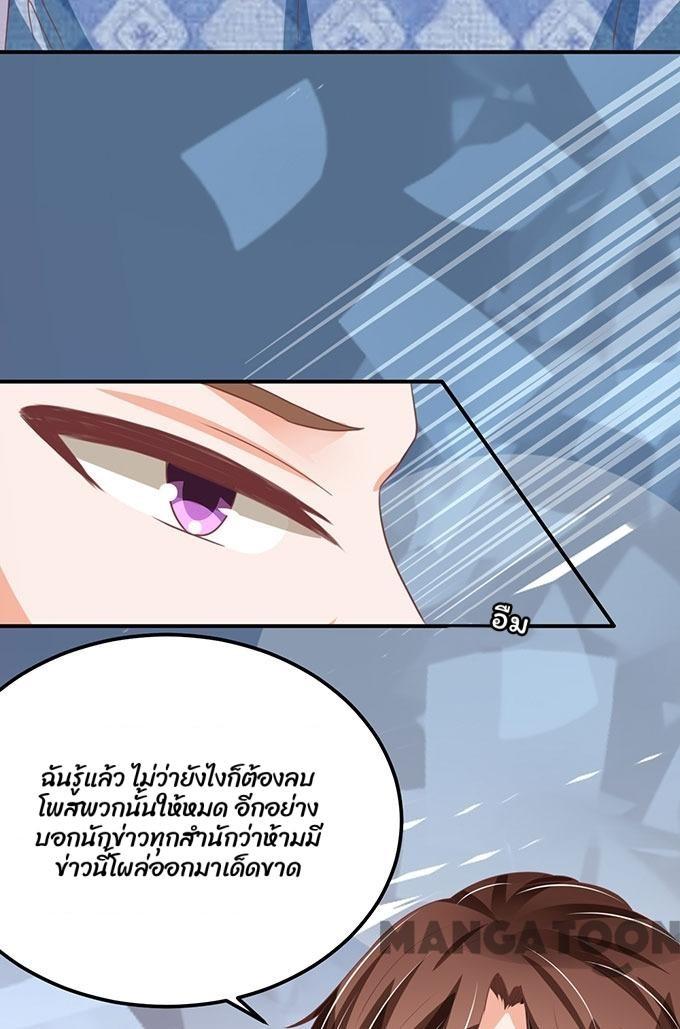 อืม
ฉันรู้แล้ว ไม่ว่ายังไงก็ต้องลบ
โพสพวกนั้นให้หมด อีกอย่าง
บอกนักข่าวทุกสำนักว่าห้ามมี
ข่าวนี้โผล่ออกมาเด็ดขาด
MANGATOON